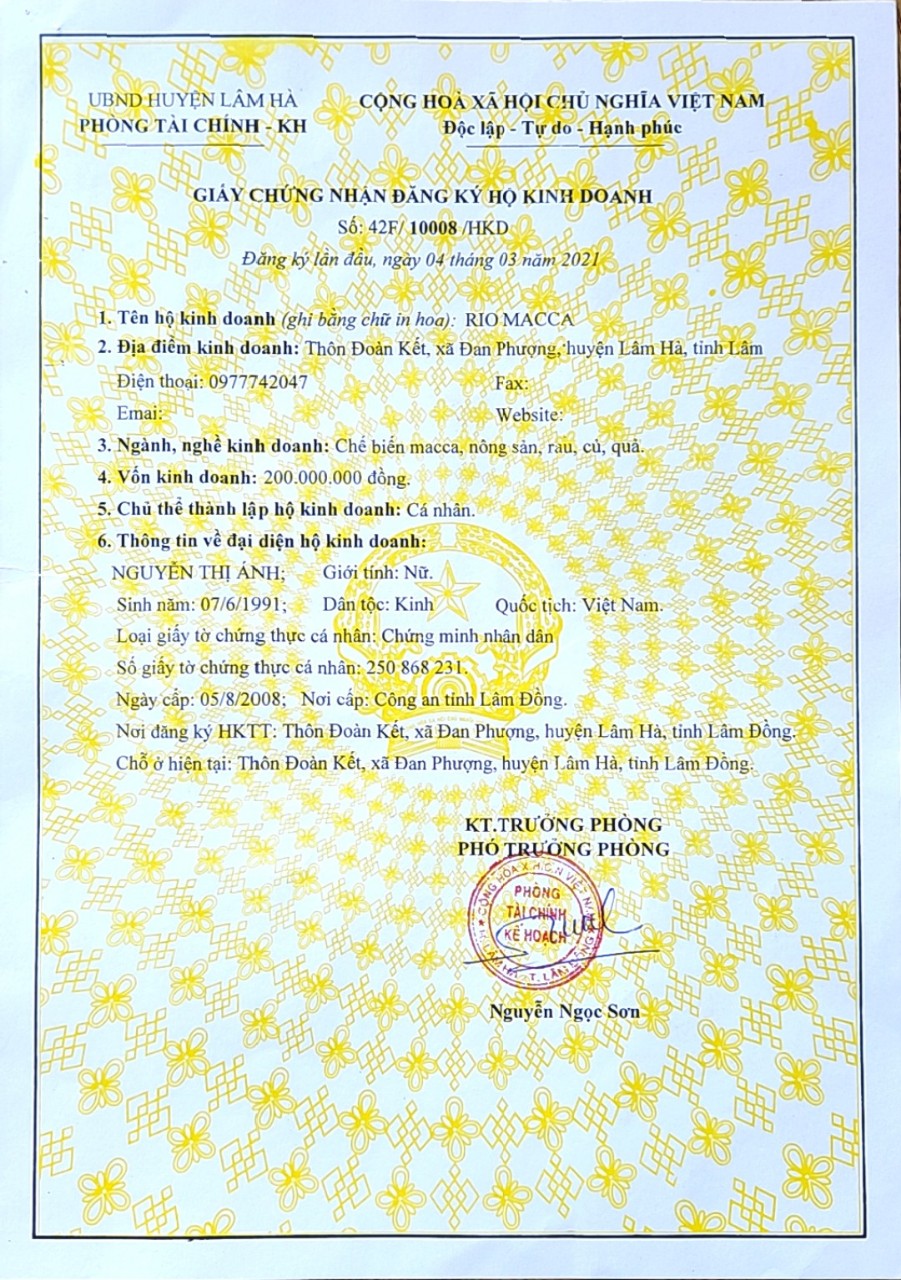 UBND HUYỆN LÂM HÀ
PHÒNG TÀI CHÍNH - KH
CỘNG HOÀ XÃ HỘI CHỦ NGHĨA VIỆT NAM
Độc lập - Tự do - Hạnh phúc
GIẤY CHỨNG NHẬN ĐĂNG KÝ HỘ KINH DOANH
Số: 42F/ 10008 /HKD
Đăng ký lần đầu, ngày 04 tháng 03 năm 2021
1. Tên hộ kinh doanh (ghi bằng chữ in hoa): RIO MACCA
2. Địa điểm kinh doanh: Thôn Đoàn Kết, xã Đan Phượng, huyện Lâm Hà, tỉnh Lâm
Điện thoại: 0977742047 Fax:
Emai: Website:
3. Ngành, nghề kinh doanh: Chế biến macca, nông sản, rau, củ, quả.
4. Vốn kinh doanh: 200.000.000 đồng.
5. Chủ thể thành lập hộ kinh doanh: Cá nhân.
6. Thông tin về đại diện hộ kinh doanh:
NGUYỄN THỊ ÁNH; Giới tính: Nữ.
Sinh năm: 07/6/1991; Dân tộc: Kinh Quốc tịch: Việt Nam.
Loại giấy tờ chứng thực cá nhân: Chứng minh nhân dân
Số giấy tờ chứng thực cá nhân: 250 868 231.
Ngày cấp: 05/8/2008; Nơi cấp: Công an tỉnh Lâm Đồng.
Nơi đăng ký HKTT: Thôn Đoàn Kết, xã Đan Phượng, huyện Lâm Hà, tỉnh Lâm Đồng.
Chỗ ở hiện tại: Thôn Đoàn Kết, xã Đan Phượng, huyện Lâm Hà, tỉnh Lâm Đồng.
KT.TRƯỞNG PHÒNG
PHÓ TRƯỞNG PHÒNG
CỘNG HÒA X.H.C.N VIỆT NAM
PHÒNG
TÀI CHÍNH
KẾ HOẠCH
H. LÂM HÀ - T. LÂM ĐỒNG
Nguyễn Ngọc Sơn